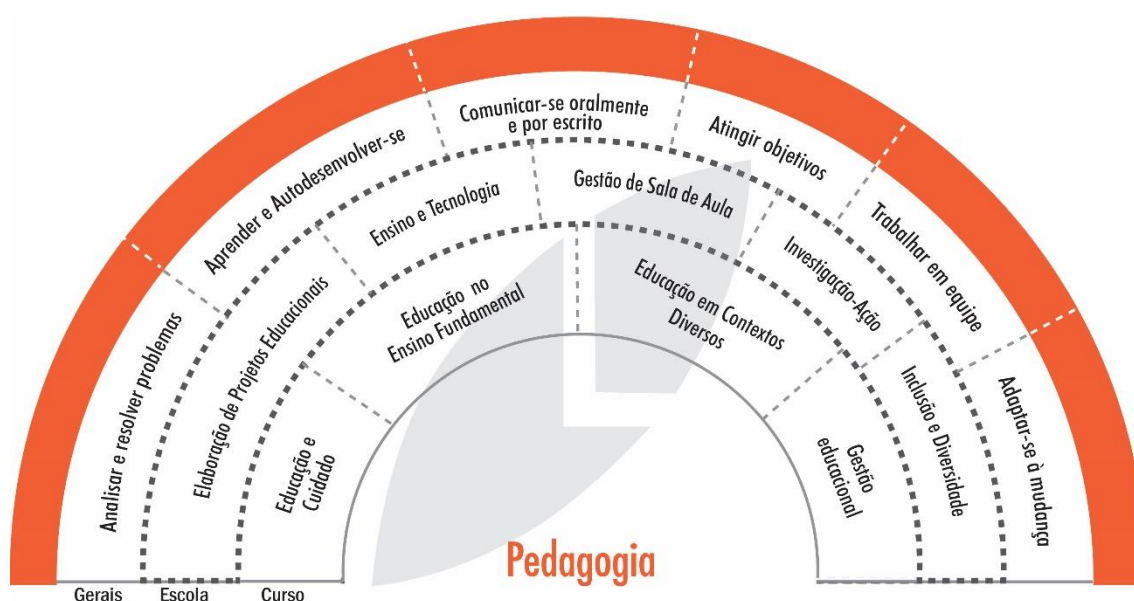 Analisar e resolver problemas
Aprender e Autodesenvolver-se
Comunicar-se oralmente
e por escrito
Atingir objetivos
Trabalhar em equipe
Adaptar-se à mudança
Elaboração de Projetos Educacionais
Ensino e Tecnologia
Gestão de Sala de Aula
Investigação-Ação
Inclusão e Diversidade
Educação e
Cuidado
Educação no
Ensino Fundamental
Educação em Contextos
Diversos
Gestão
educacional
Pedagogia
Gerais Escola Curso